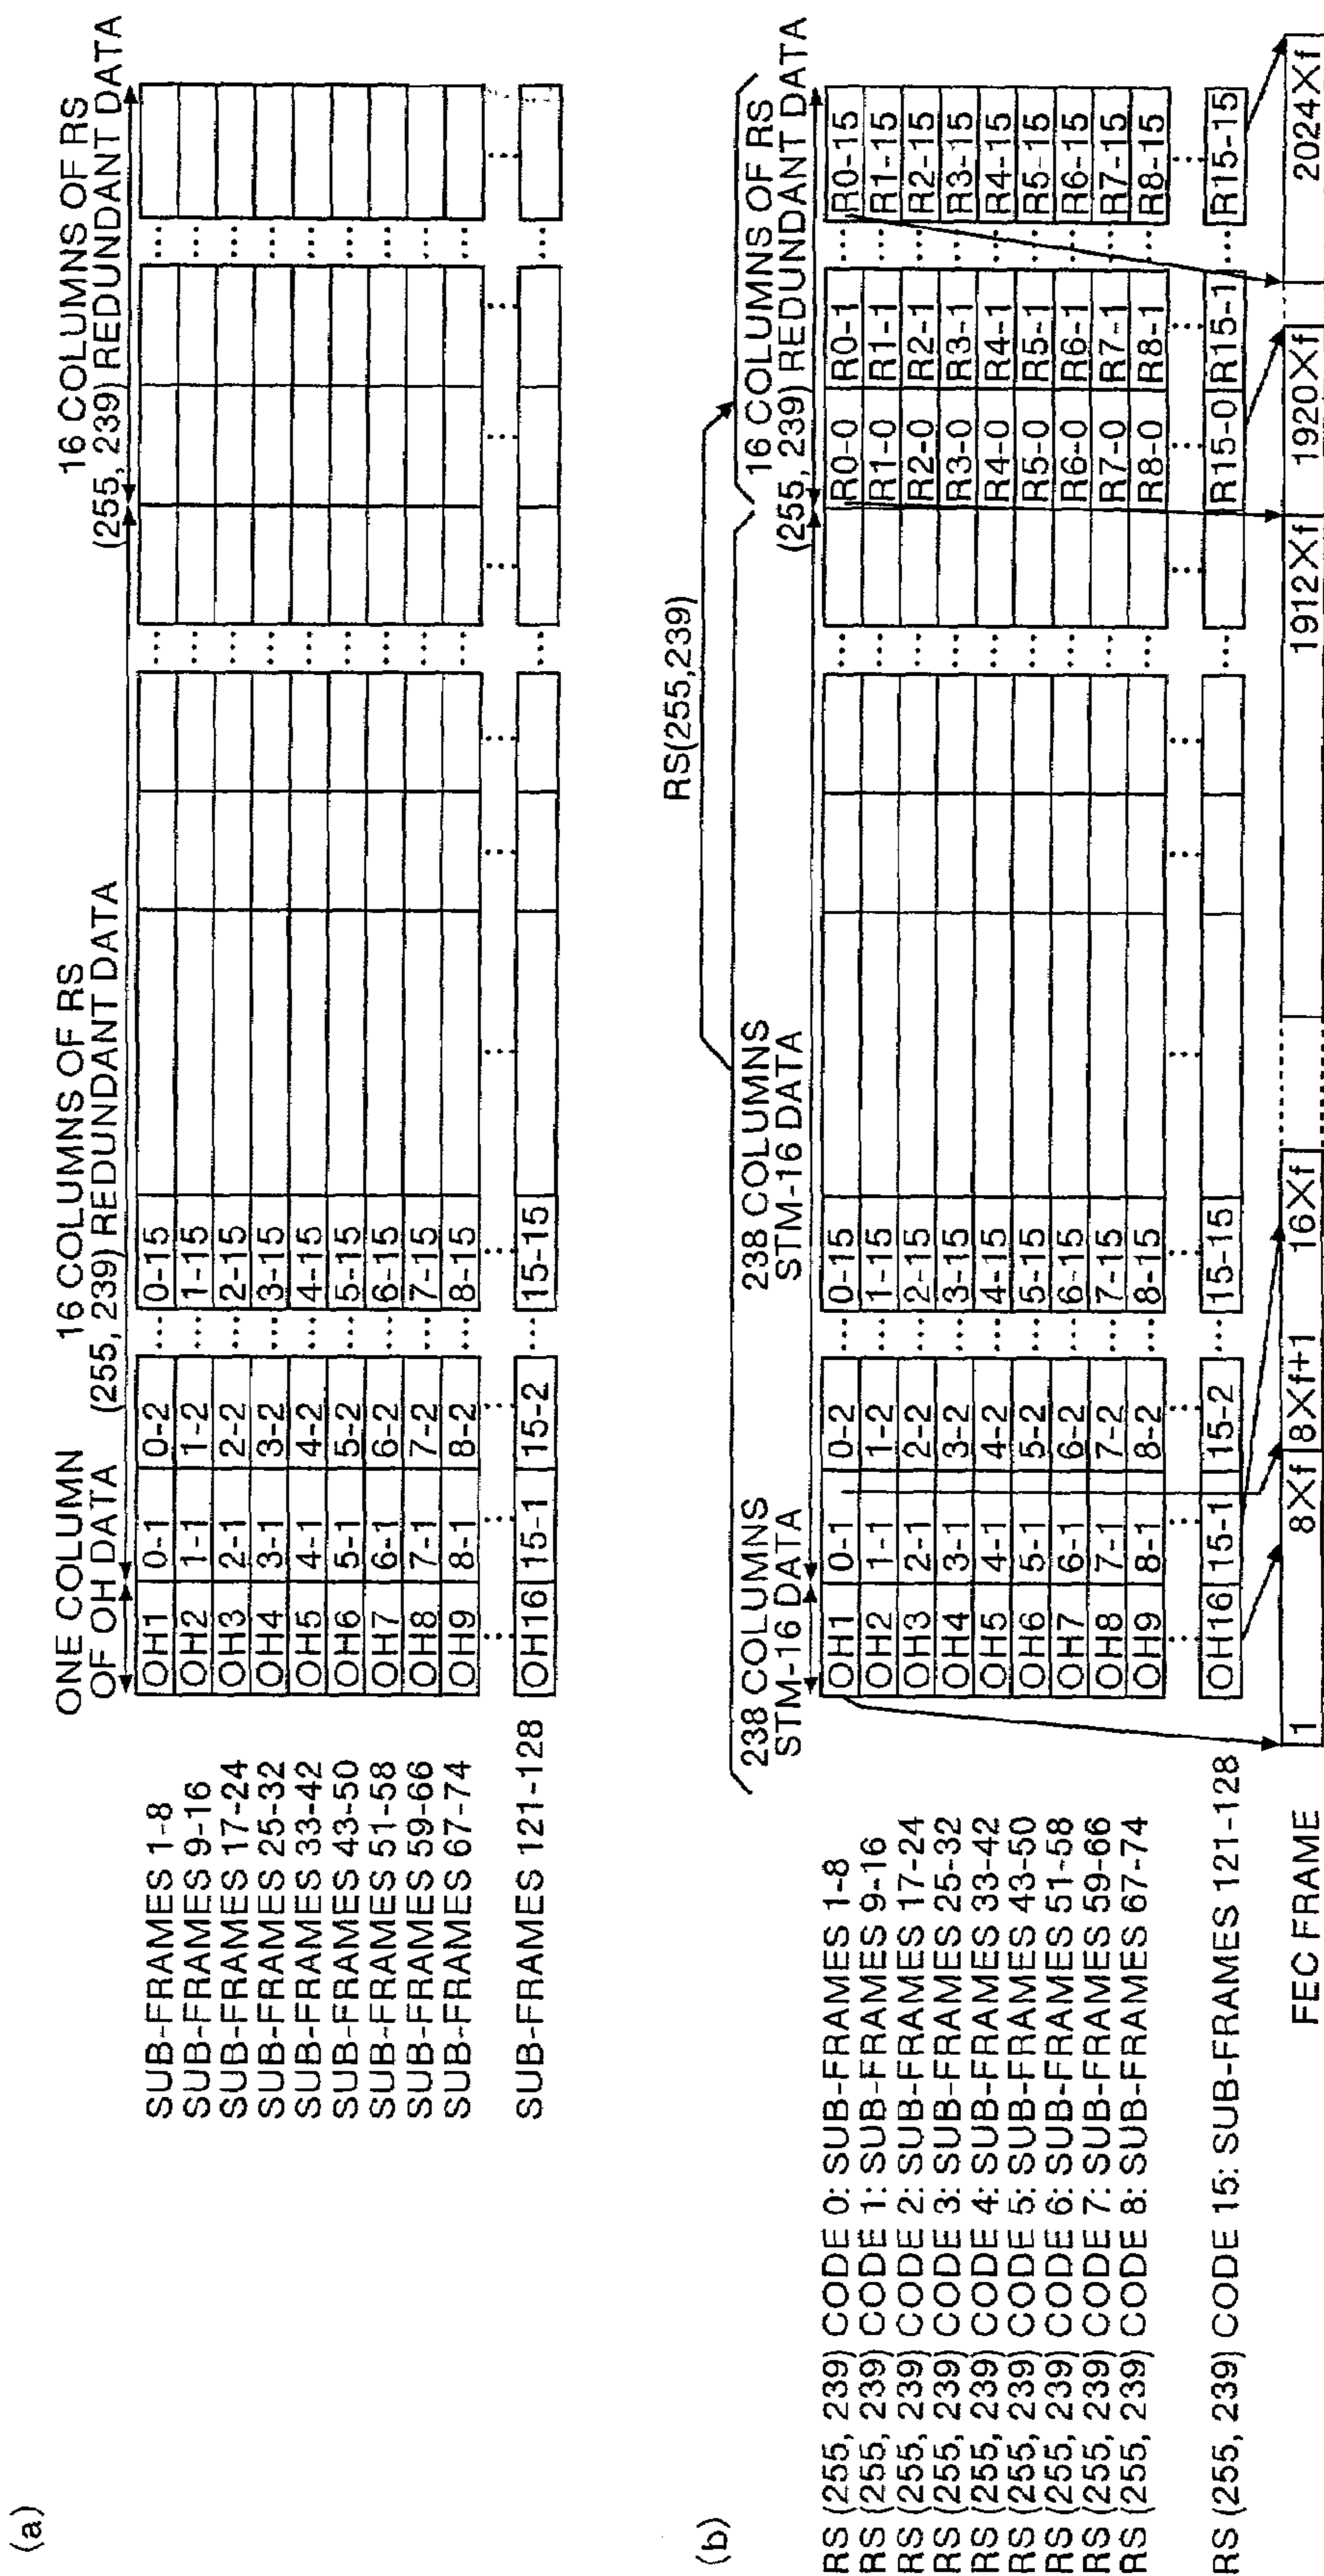 (a)
ONE COLUMN
OF OH DATA
16 COLUMNS OF RS
(255, 239) REDUNDANT DATA
16 COLUMNS OF RS
(255, 239) REDUNDANT DATA
SUB-FRAMES 1-8 OH1 0-1 0-2 ... 0-15 ... ...
SUB-FRAMES 9-16 OH2 1-1 1-2 ... 1-15 ... ...
SUB-FRAMES 17-24 OH3 2-1 2-2 ... 2-15 ... ...
SUB-FRAMES 25-32 OH4 3-1 3-2 ... 3-15 ... ...
SUB-FRAMES 33-42 OH5 4-1 4-2 ... 4-15 ... ...
SUB-FRAMES 43-50 OH6 5-1 5-2 ... 5-15 ... ...
SUB-FRAMES 51-58 OH7 6-1 6-2 ... 6-15 ... ...
SUB-FRAMES 59-66 OH8 7-1 7-2 ... 7-15 ... ...
SUB-FRAMES 67-74 OH9 8-1 8-2 ... 8-15 ... ...
SUB-FRAMES 121-128 OH16 15-1 15-2 ... 15-15 ... ...
(b)
RS(255,239)
238 COLUMNS
STM-16 DATA
238 COLUMNS
STM-16 DATA
16 COLUMNS OF RS
(255, 239) REDUNDANT DATA
RS (255, 239) CODE 0: SUB-FRAMES 1-8 OH1 0-1 0-2 ... 0-15 ... R0-0 R0-1 ... R0-15
RS (255, 239) CODE 1: SUB-FRAMES 9-16 OH2 1-1 1-2 ... 1-15 ... R1-0 R1-1 ... R1-15
RS (255, 239) CODE 2: SUB-FRAMES 17-24 OH3 2-1 2-2 ... 2-15 ... R2-0 R2-1 ... R2-15
RS (255, 239) CODE 3: SUB-FRAMES 25-32 OH4 3-1 3-2 ... 3-15 ... R3-0 R3-1 ... R3-15
RS (255, 239) CODE 4: SUB-FRAMES 33-42 OH5 4-1 4-2 ... 4-15 ... R4-0 R4-1 ... R4-15
RS (255, 239) CODE 5: SUB-FRAMES 43-50 OH6 5-1 5-2 ... 5-15 ... R5-0 R5-1 ... R5-15
RS (255, 239) CODE 6: SUB-FRAMES 51-58 OH7 6-1 6-2 ... 6-15 ... R6-0 R6-1 ... R6-15
RS (255, 239) CODE 7: SUB-FRAMES 59-66 OH8 7-1 7-2 ... 7-15 ... R7-0 R7-1 ... R7-15
RS (255, 239) CODE 8: SUB-FRAMES 67-74 OH9 8-1 8-2 ... 8-15 ... R8-0 R8-1 ... R8-15
RS (255, 239) CODE 15: SUB-FRAMES 121-128 OH16 15-1 15-2 ... 15-15 ... R15-0 R15-1 ... R15-15
FEC FRAME 1 8×f 8×f+1 16×f 1912×f 1920×f 2024×f